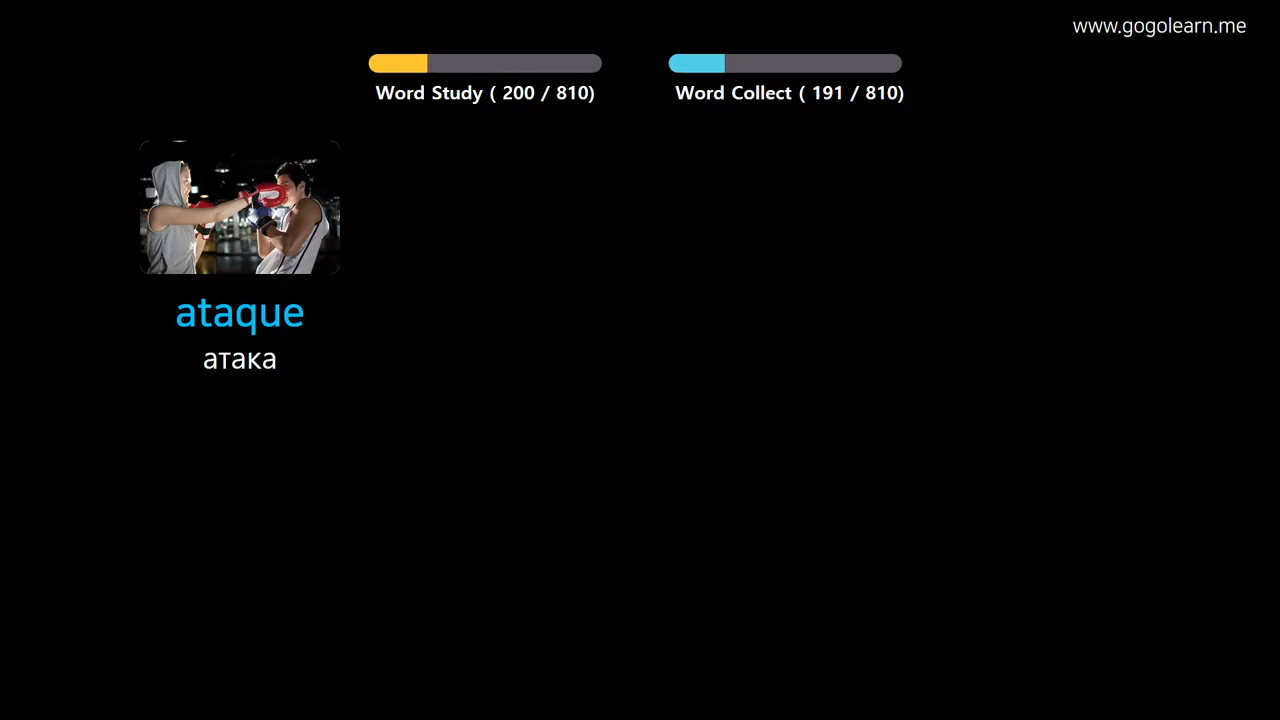 www.gogolearn.me
Word Study ( 200 / 810)
Word Collect ( 191 / 810)
ataque
атака